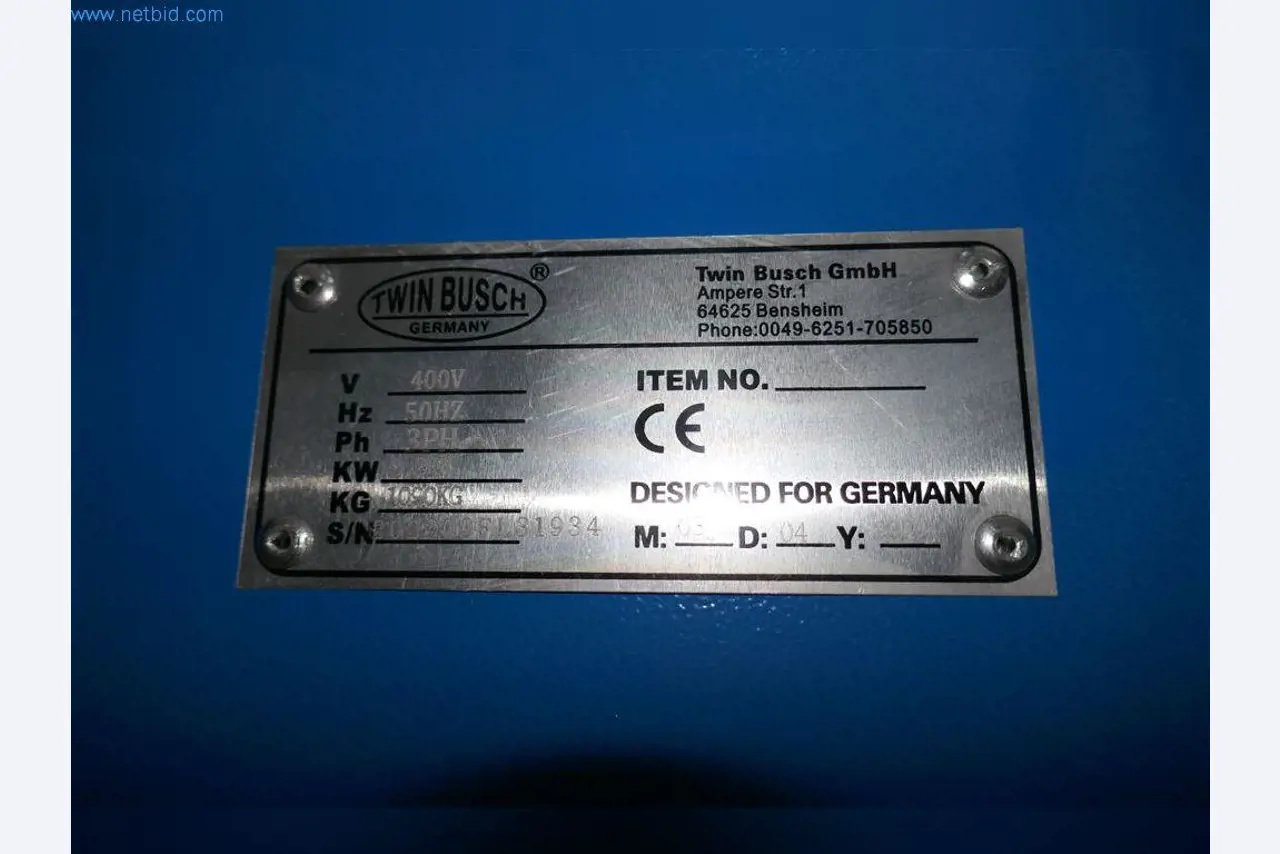 www.netbid.com
TWIN BUSCH ®
GERMANY
Twin Busch GmbH
Ampere Str.1
64625 Bensheim
Phone:0049-6251-705850
V 400V
Hz 50HZ
Ph 3PH
KW
KG 1090KG
S/N
ITEM NO.
CE
DESIGNED FOR GERMANY
M: D: 04 Y: